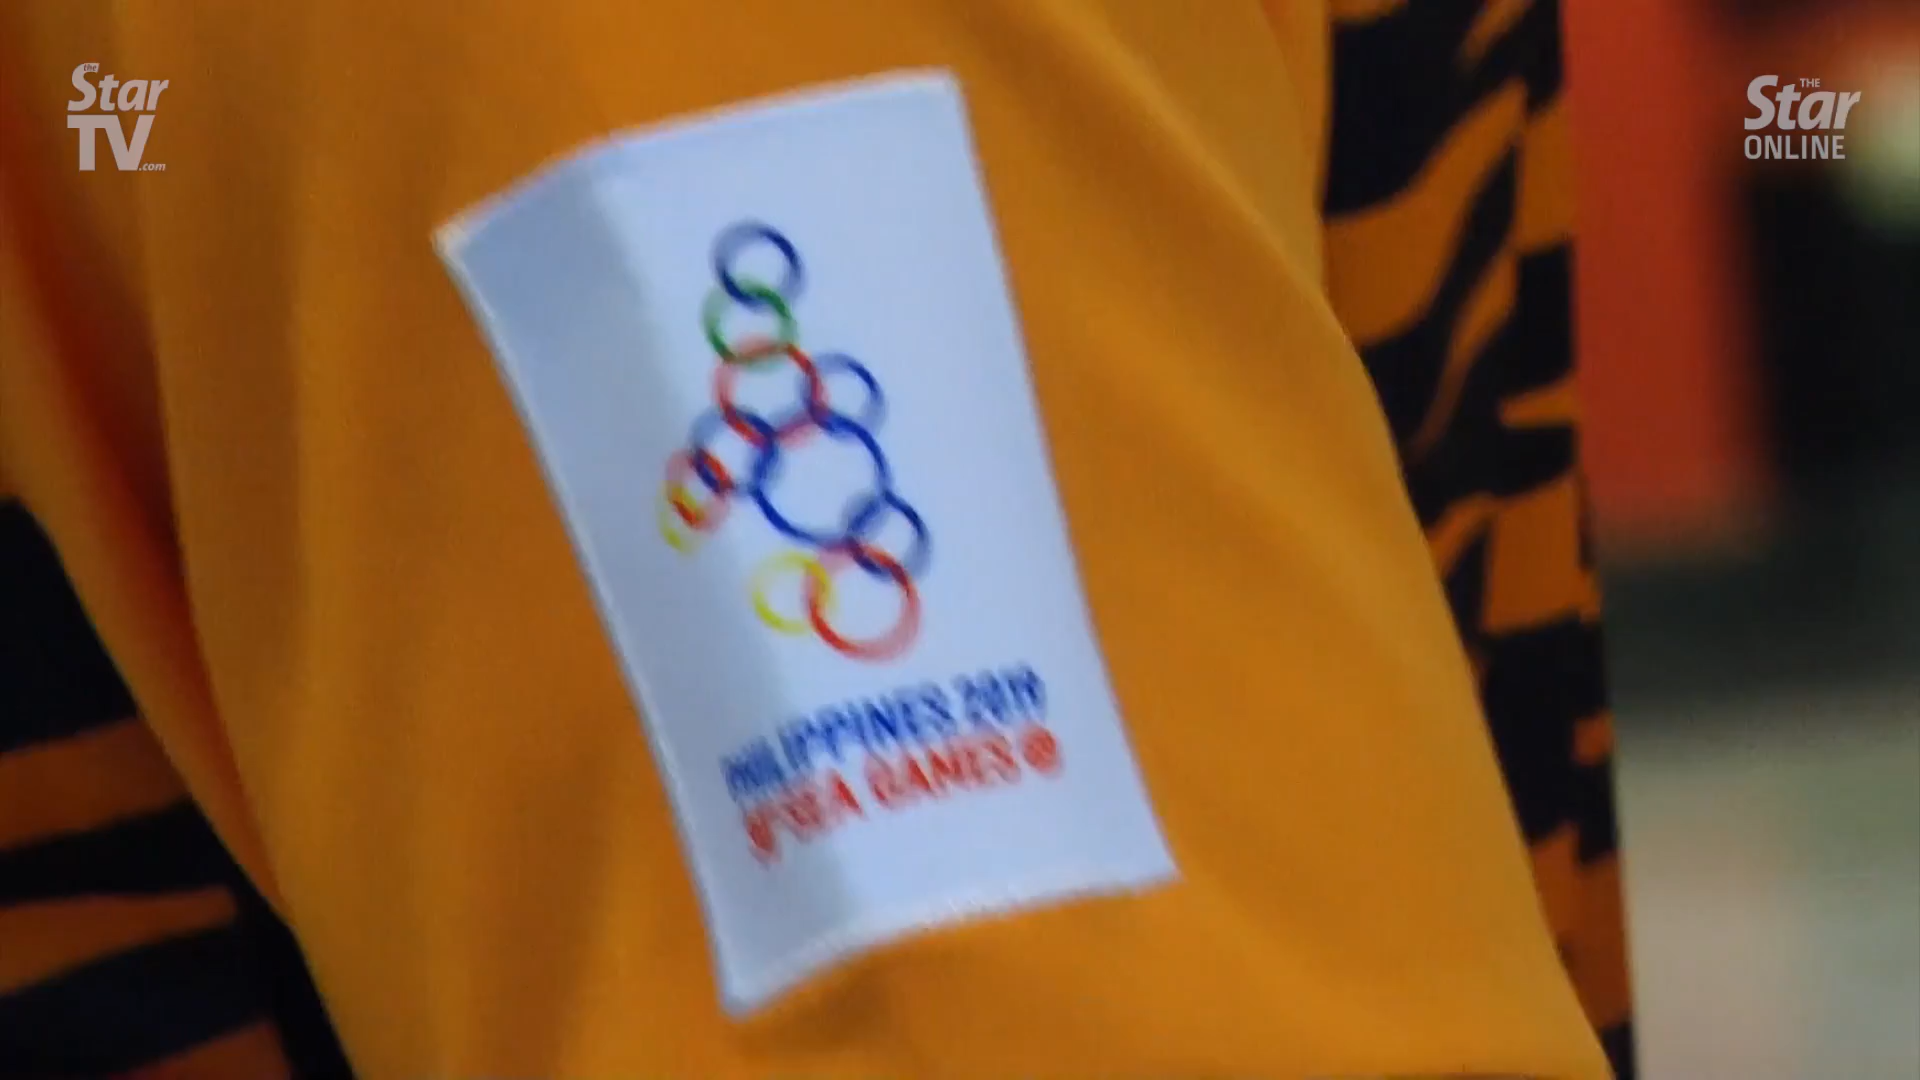 the
Star
TV.com
THE
Star
ONLINE
PHILIPPINES 2019
SEA GAMES